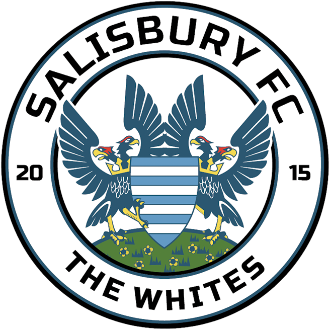 SALISBURY FC
20 15
THE WHITES